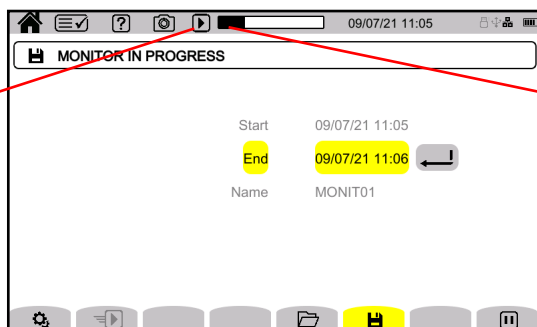 09/07/21 11:05
MONITOR IN PROGRESS
Start 09/07/21 11:05
End 09/07/21 11:06
Name MONIT01